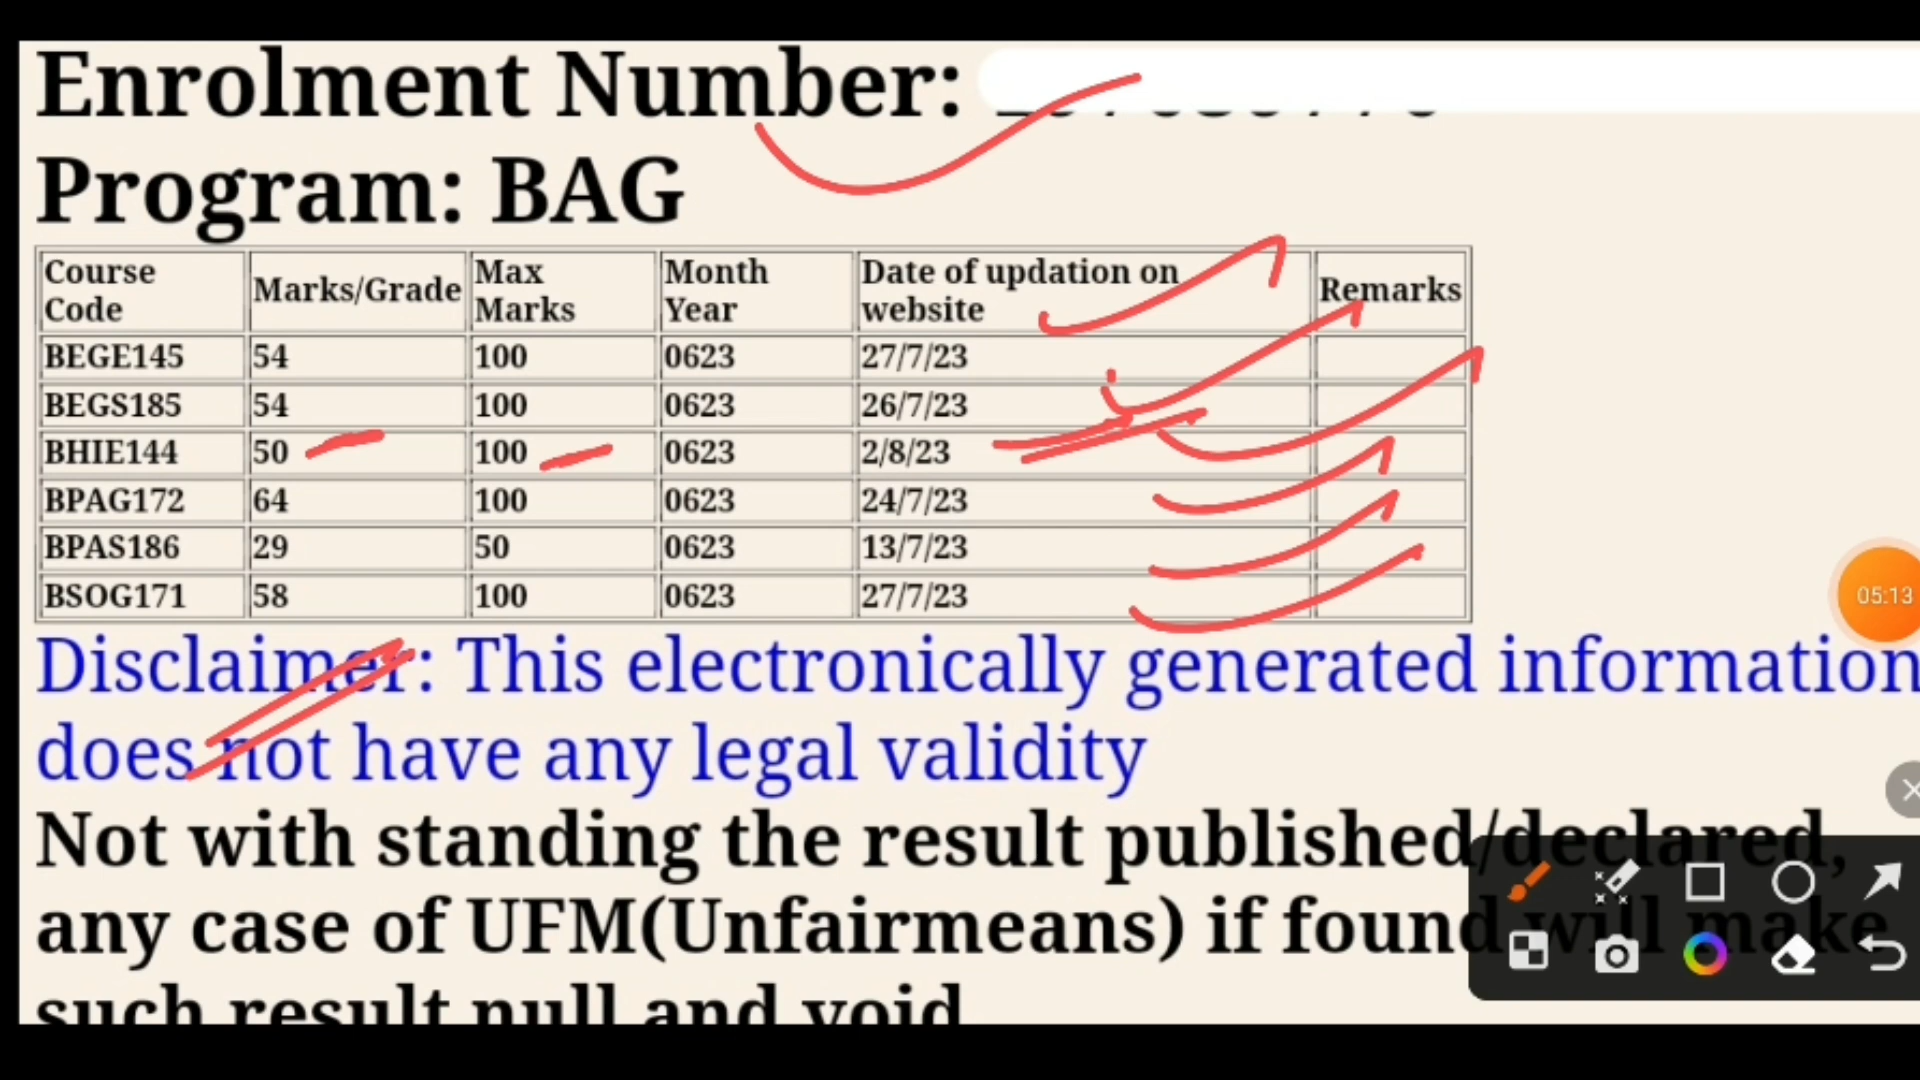 Enrolment Number:
Program: BAG
Course Code Marks/Grade Max Marks Month Year Date of updation on website Remarks
BEGE145 54 100 0623 27/7/23
BEGS185 54 100 0623 26/7/23
BHIE144 50 100 0623 2/8/23
BPAG172 64 100 0623 24/7/23
BPAS186 29 50 0623 13/7/23
BSOG171 58 100 0623 27/7/23
Disclaimer: This electronically generated information
does not have any legal validity
Not with standing the result published/declared,
any case of UFM(Unfairmeans) if found will make
such result null and void
05:13